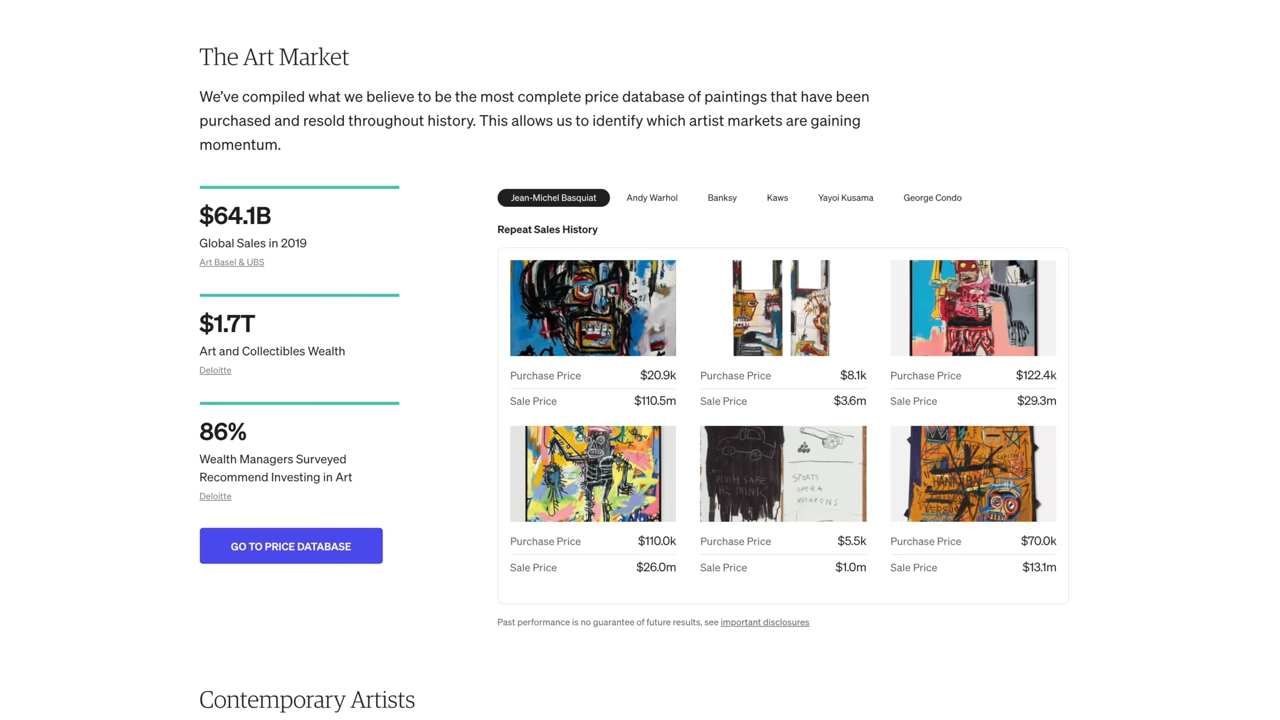 The Art Market
We've compiled what we believe to be the most complete price database of paintings that have been
purchased and resold throughout history. This allows us to identify which artist markets are gaining
momentum.
$64.1B
Global Sales in 2019
Art Basel & UBS
$1.7T
Art and Collectibles Wealth
Deloitte
86%
Wealth Managers Surveyed
Recommend Investing in Art
Deloitte
GO TO PRICE DATABASE
Jean-Michel Basquiat Andy Warhol Banksy Kaws Yayoi Kusama George Condo
Repeat Sales History
Purchase Price $20.9k Purchase Price $8.1k Purchase Price $122.4k
Sale Price $110.5m Sale Price $3.6m Sale Price $29.3m
SPORTS
OPERA
WEAPONS
HANNIBAL
VERSUS
Purchase Price $110.0k Purchase Price $5.5k Purchase Price $70.0k
Sale Price $26.0m Sale Price $1.0m Sale Price $13.1m
Past performance is no guarantee of future results, see important disclosures
Contemporary Artists